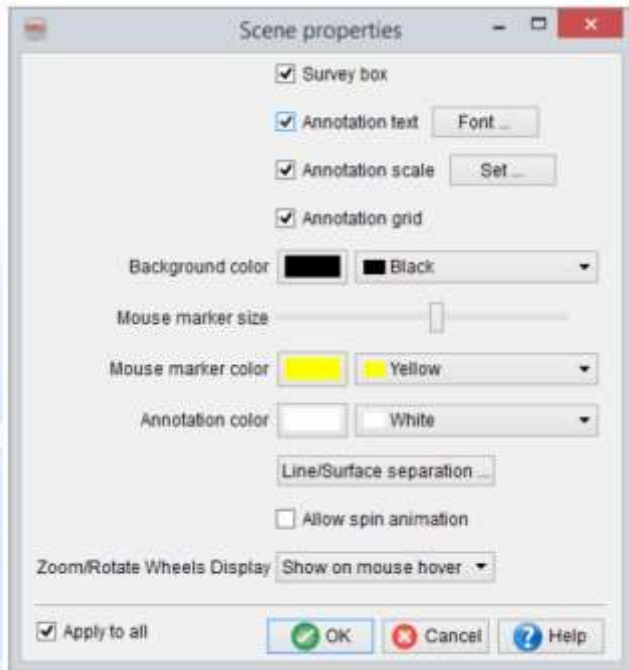 Scene properties
Survey box
Annotation text Font ...
Annotation scale Set ...
Annotation grid
Background color Black
Mouse marker size
Mouse marker color Yellow
Annotation color White
Line/Surface separation ...
Allow spin animation
Zoom/Rotate Wheels Display Show on mouse hover
Apply to all OK Cancel Help